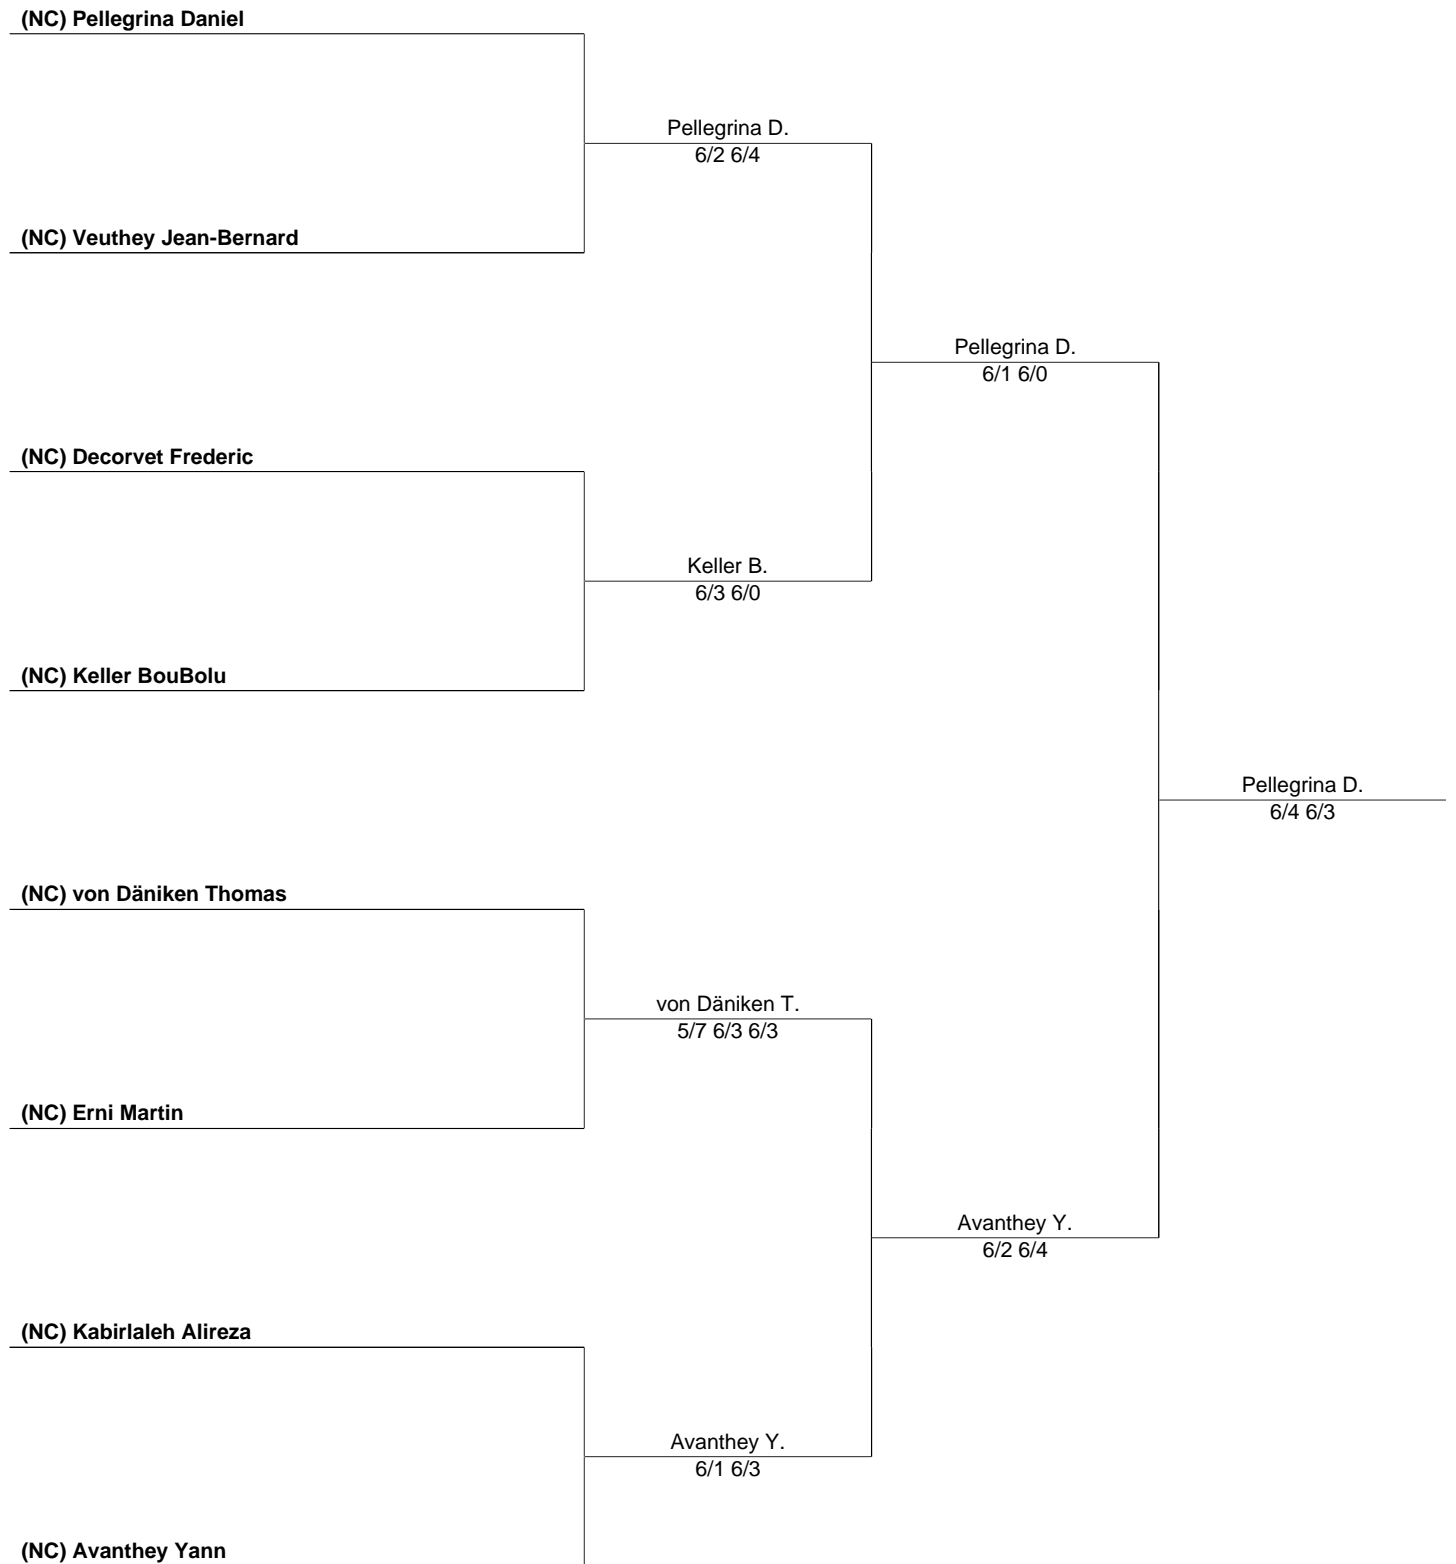 (NC) Pellegrina Daniel
Pellegrina D.
6/2 6/4
(NC) Veuthey Jean-Bernard
Pellegrina D.
6/1 6/0
(NC) Decorvet Frederic
Keller B.
6/3 6/0
(NC) Keller BouBolu
Pellegrina D.
6/4 6/3
(NC) von Däniken Thomas
von Däniken T.
5/7 6/3 6/3
(NC) Erni Martin
Avanthey Y.
6/2 6/4
(NC) Kabirlaleh Alireza
Avanthey Y.
6/1 6/3
(NC) Avanthey Yann